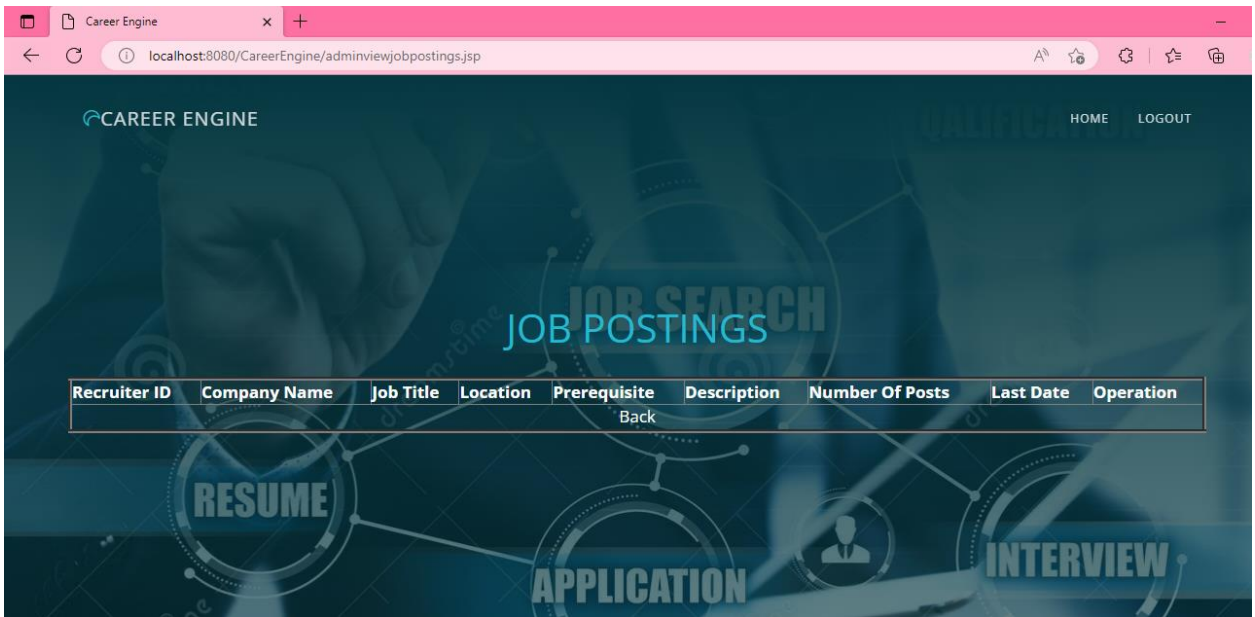 Career Engine
localhost:8080/CareerEngine/adminviewjobpostings.jsp
CAREER ENGINE
HOME LOGOUT
QUALIFICATION
JOB SEARCH
JOB POSTINGS
Recruiter ID Company Name Job Title Location Prerequisite Description Number Of Posts Last Date Operation
Back
RESUME
APPLICATION
INTERVIEW